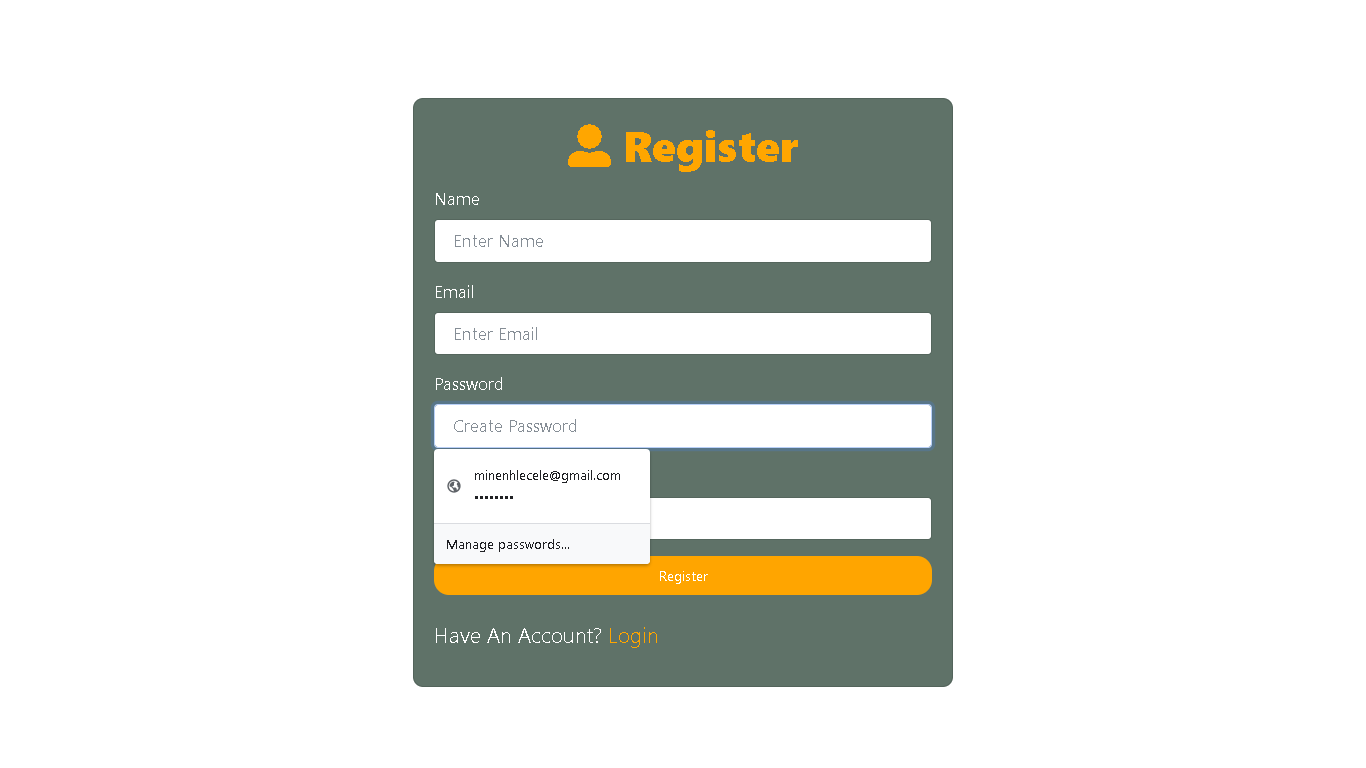 Register
Name
Enter Name
Email
Enter Email
Password
Create Password
minenhlecele@gmail.com
••••••••
Manage passwords...
Register
Have An Account? Login